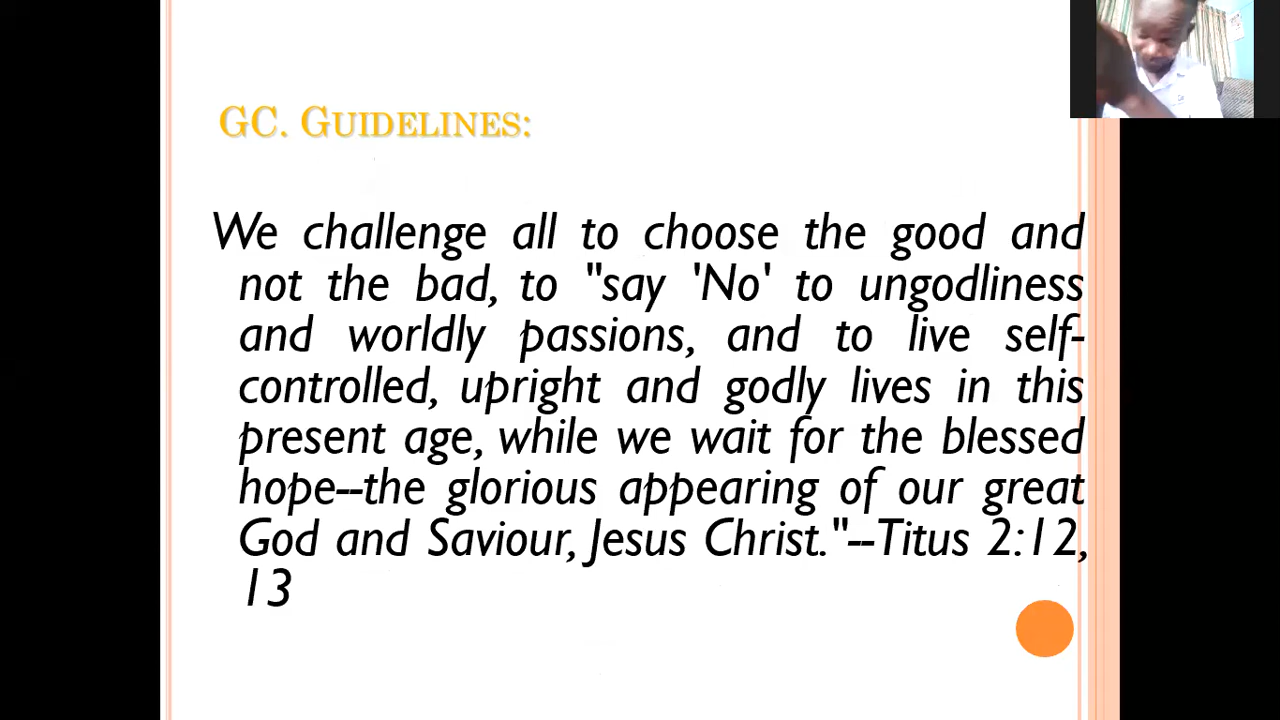 GC. GUIDELINES:
We challenge all to choose the good and
not the bad, to "say 'No' to ungodliness
and worldly passions, and to live self-
controlled, upright and godly lives in this
present age, while we wait for the blessed
hope--the glorious appearing of our great
God and Saviour, Jesus Christ."--Titus 2:12,
13